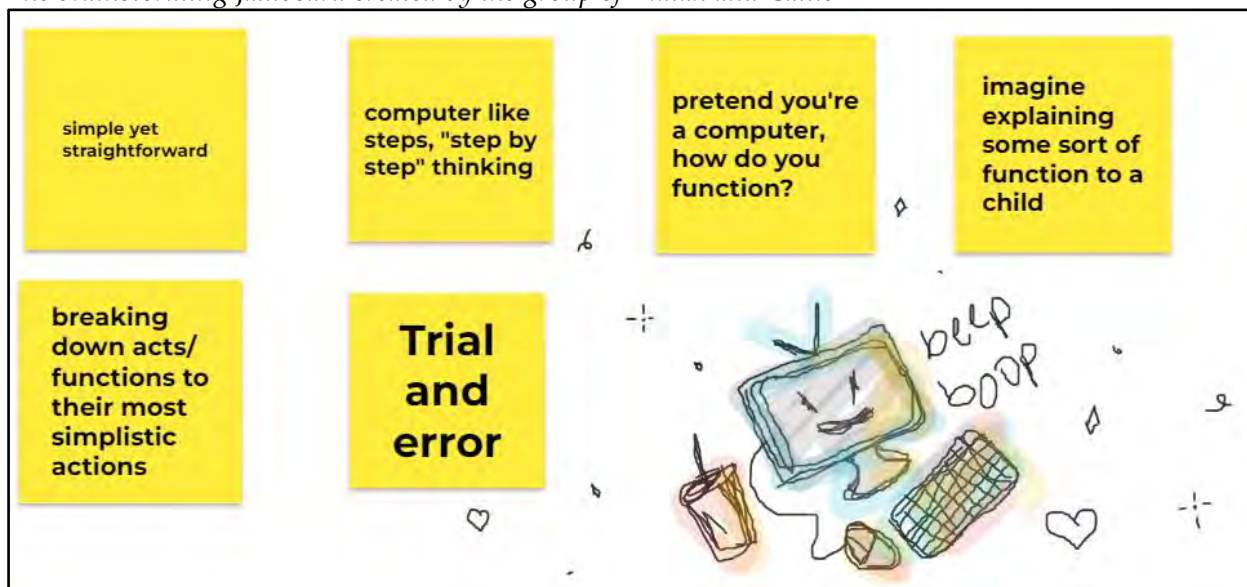 simple yet
straightforward
computer like
steps, "step by
step" thinking
pretend you're
a computer,
how do you
function?
imagine
explaining
some sort of
function to a
child
breaking
down acts/
functions to
their most
simplistic
actions
Trial
and
error
beep
boop